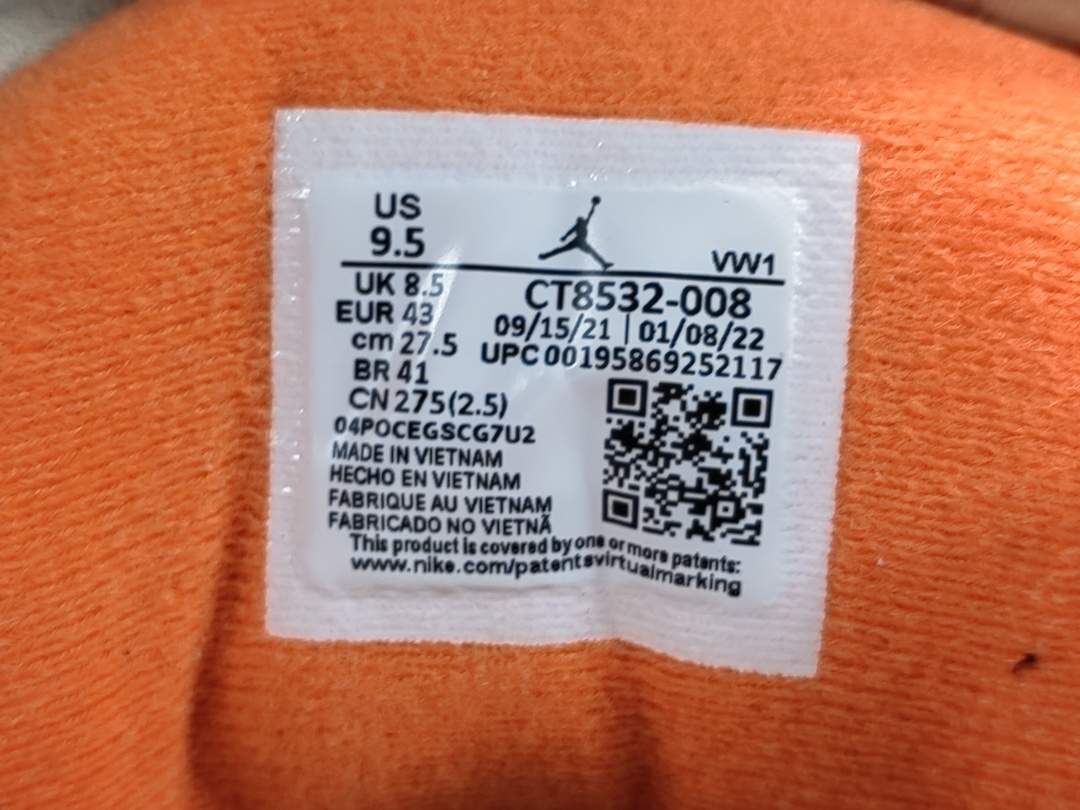 US
9.5
VW1
UK 8.5
EUR 43
cm 27.5
BR 41
CN 275(2.5)
CT8532-008
09/15/21 | 01/08/22
UPC 00195869252117
04POCEGSCG7U2
MADE IN VIETNAM
HECHO EN VIETNAM
FABRIQUE AU VIETNAM
FABRICADO NO VIETNÃ
This product is covered by one or more patents:
www.nike.com/patentsvirtualmarking